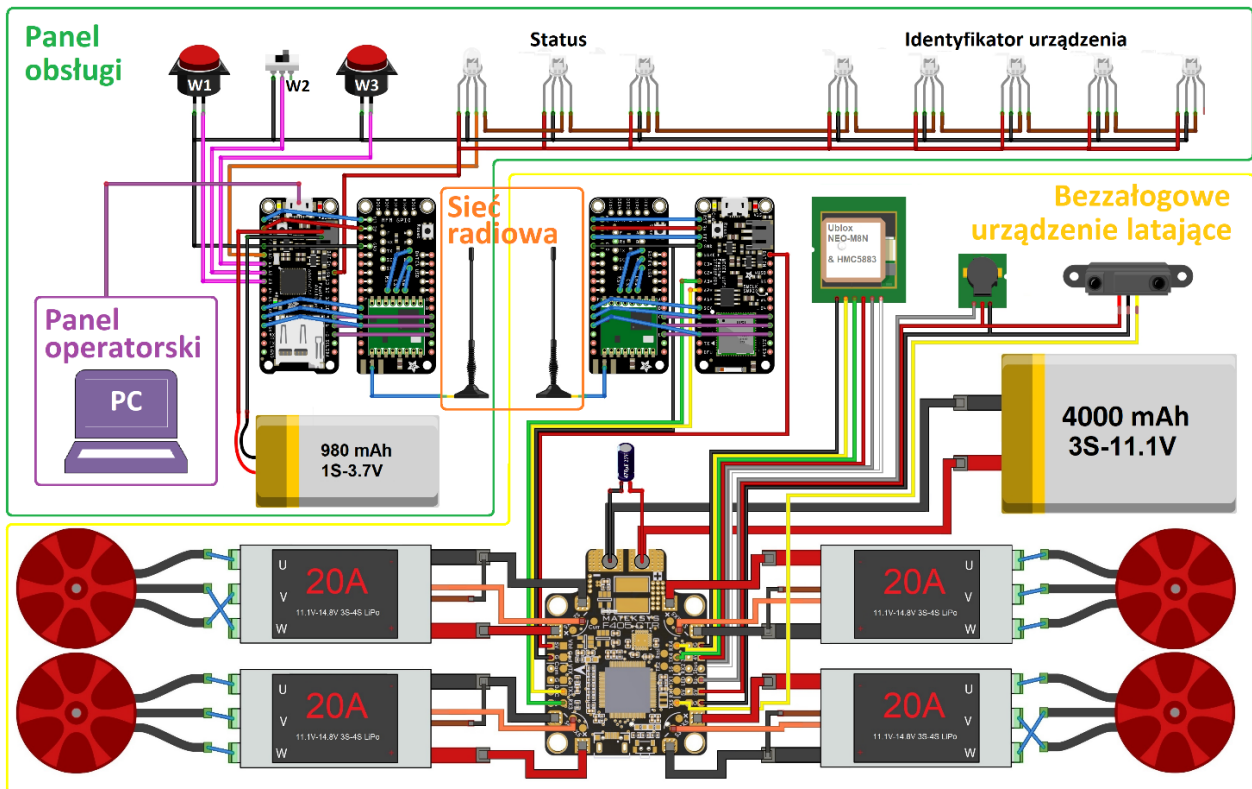 Panel
obsługi
Status
Identyfikator urządzenia
W1
W2
W3
Sieć
radiowa
Bezzałogowe
urządzenie latające
Ublox
NEO-M8N
& HMC5883
Panel
operatorski
PC
980 mAh
1S-3.7V
4000 mAh
3S-11.1V
MATEKSYS
F405-CTR
U
V
W
20A
11.1V-14.8V 3S-4S LiPo
U
V
W
20A
11.1V-14.8V 3S-4S LiPo
U
V
W
20A
11.1V-14.8V 3S-4S LiPo
U
V
W
20A
11.1V-14.8V 3S-4S LiPo